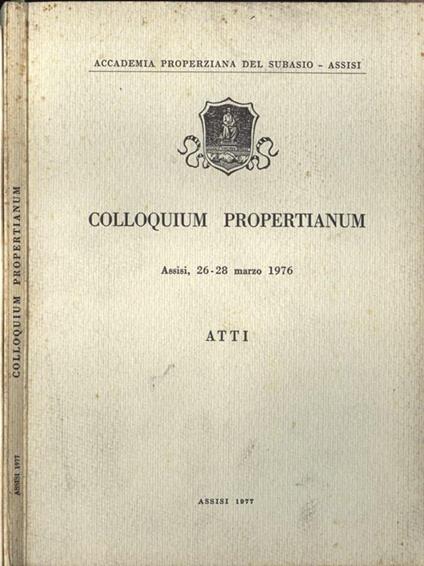 COLLOQUIUM PROPERTIANUM
ASSISI 1977
ACCADEMIA PROPERZIANA DEL SUBASIO - ASSISI
COLLOQUIUM PROPERTIANUM
Assisi, 26-28 marzo 1976
ATTI
ASSISI 1977